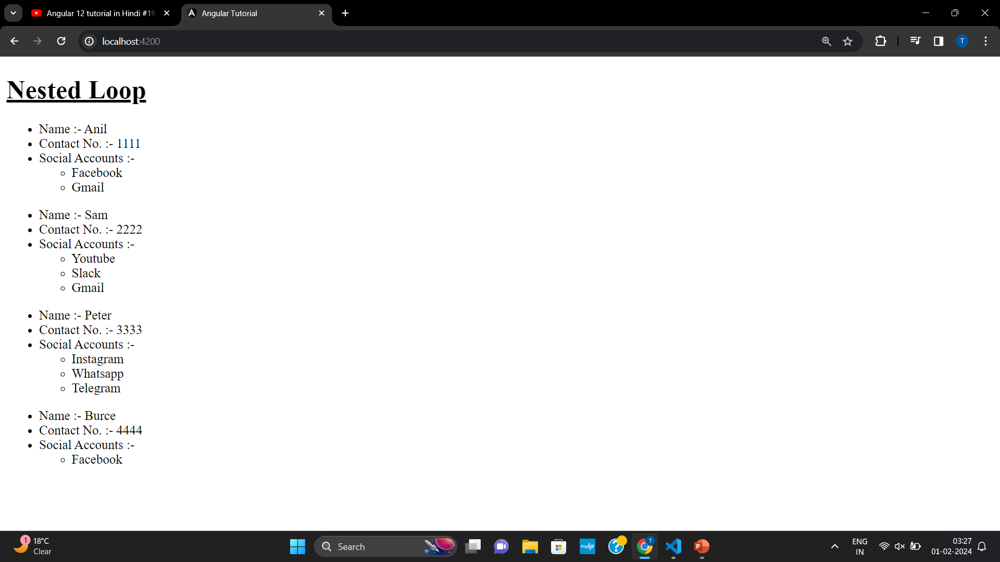 Angular 12 tutorial in Hindi #19
Angular Tutorial
localhost:4200
T
Nested Loop
Name :- Anil
Contact No. :- 1111
Social Accounts :-
Facebook
Gmail
Name :- Sam
Contact No. :- 2222
Social Accounts :-
Youtube
Slack
Gmail
Name :- Peter
Contact No. :- 3333
Social Accounts :-
Instagram
Whatsapp
Telegram
Name :- Burce
Contact No. :- 4444
Social Accounts :-
Facebook
1
18°C
Clear
Search
myhp
T
P
ENG
IN
03:27
01-02-2024